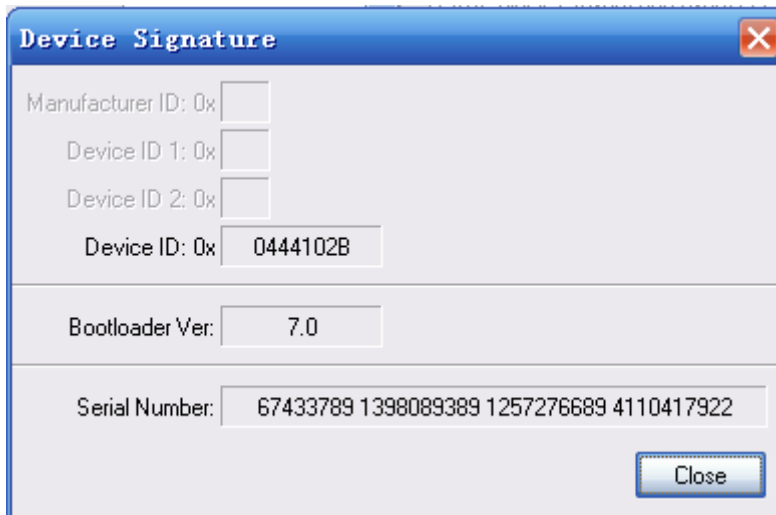 Device Signature
Manufacturer ID: 0x
Device ID 1: 0x
Device ID 2: 0x
Device ID: 0x 0444102B
Bootloader Ver: 7.0
Serial Number: 67433789 1398089389 1257276689 4110417922
Close